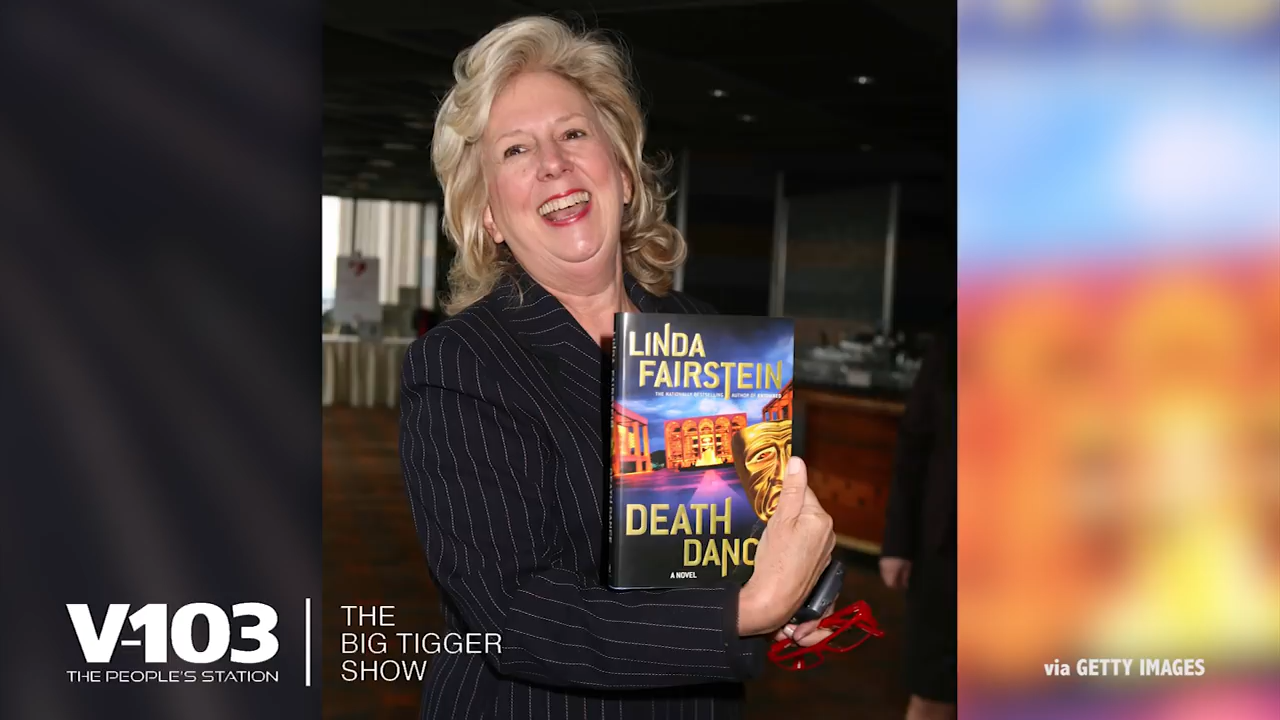 LINDA
FAIRSTEIN
THE NATIONALLY BESTSELLING AUTHOR OF ENTOMBED
DEATH
DANC
A NOVEL
V-103
THE PEOPLE'S STATION
THE
BIG TIGGER
SHOW
via GETTY IMAGES